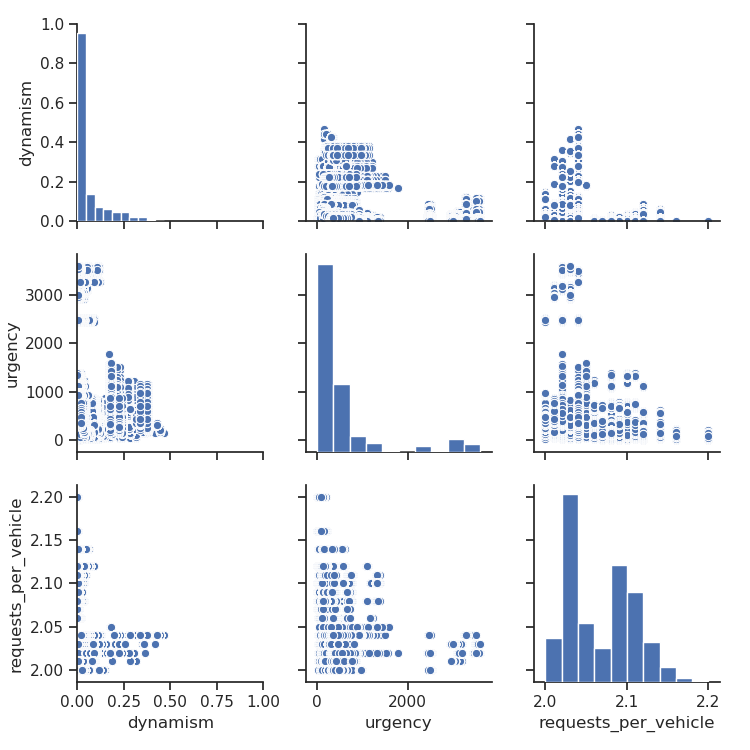 1.0
0.8
0.6
0.4
0.2
0.0
dynamism
3000
2000
1000
0
urgency
2.20
2.15
2.10
2.05
2.00
requests_per_vehicle
0.00 0.25 0.50 0.75 1.00
dynamism
0 2000
urgency
2.0 2.1 2.2
requests_per_vehicle